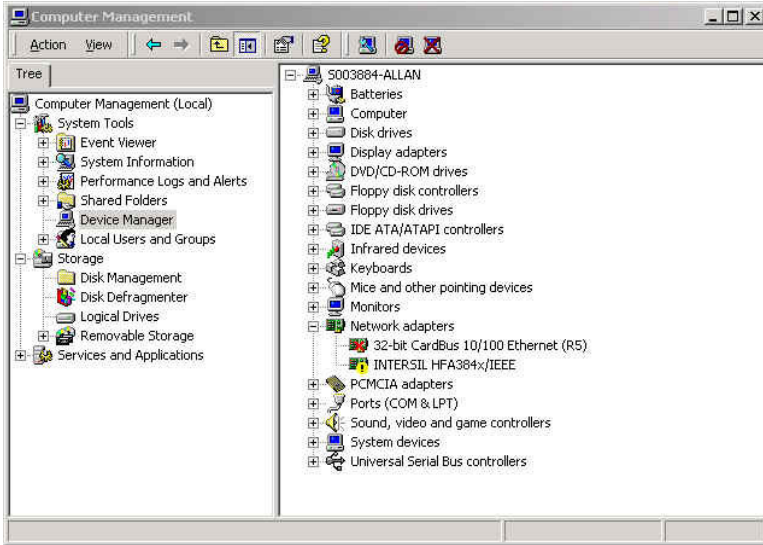 Computer Management
Action View
Tree
Computer Management (Local)
System Tools
Event Viewer
System Information
Performance Logs and Alerts
Shared Folders
Device Manager
Local Users and Groups
Storage
Disk Management
Disk Defragmenter
Logical Drives
Removable Storage
Services and Applications
S003884-ALLAN
Batteries
Computer
Disk drives
Display adapters
DVD/CD-ROM drives
Floppy disk controllers
Floppy disk drives
IDE ATA/ATAPI controllers
Infrared devices
Keyboards
Mice and other pointing devices
Monitors
Network adapters
32-bit CardBus 10/100 Ethernet (R5)
INTERSIL HFA384x/IEEE
PCMCIA adapters
Ports (COM & LPT)
Sound, video and game controllers
System devices
Universal Serial Bus controllers